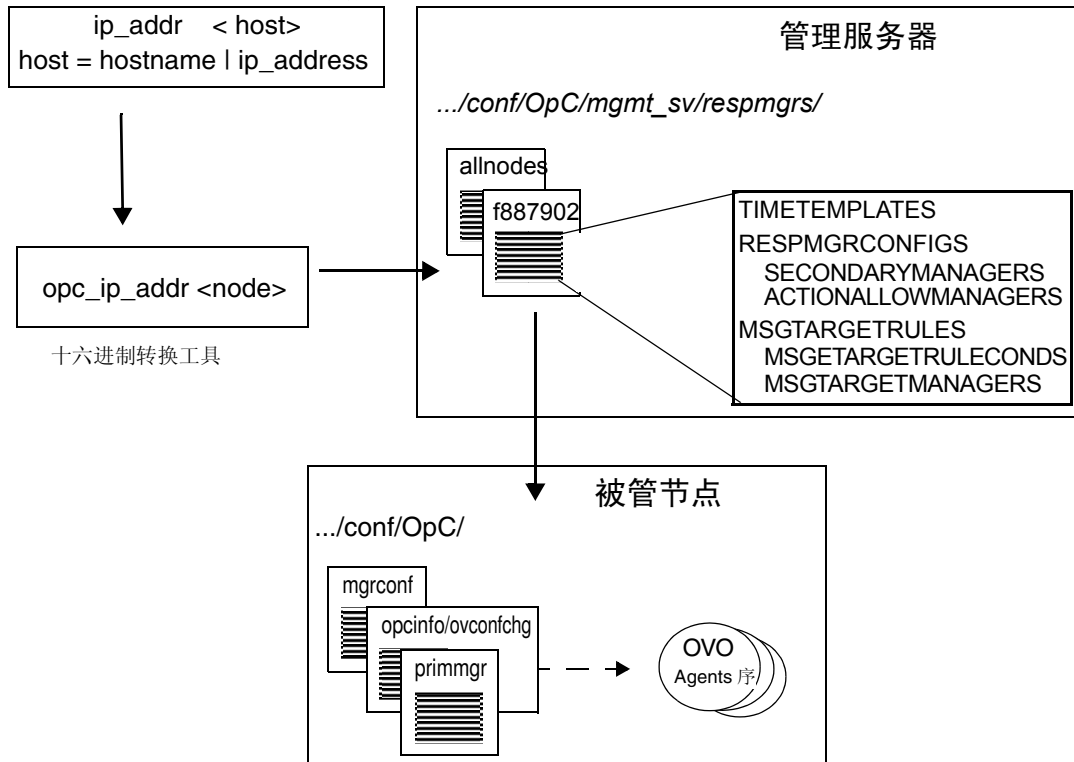 ip_addr < host>
host = hostname | ip_address
管理服务器
.../conf/OpC/mgmt_sv/respmgrs/
allnodes
f887902
TIMETEMPLATES
RESPMGRCONFIGS
SECONDARYMANAGERS
ACTIONALLOWMANAGERS
MSGTARGETRULES
MSGETARGETRULECONDS
MSGTARGETMANAGERS
opc_ip_addr <node>
十六进制转换工具
被管节点
.../conf/OpC/
mgrconf
opcinfo/ovconfchg
primmgr
OVO
Agents 序